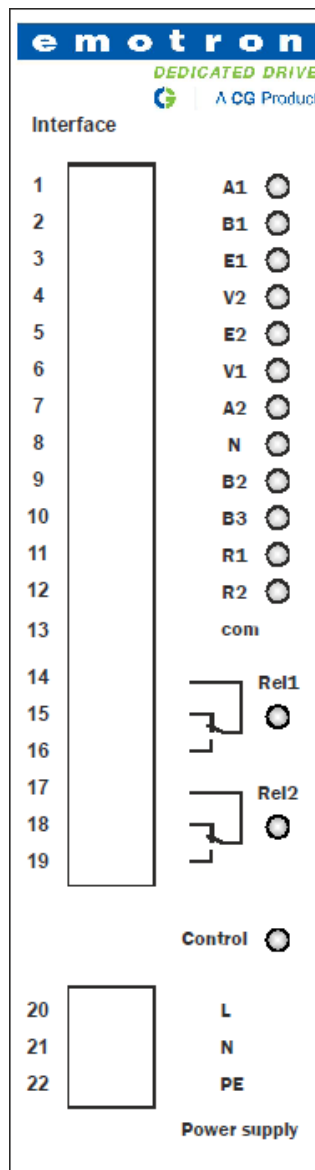 emotron
DEDICATED DRIVE
A CG Product
Interface
1 A1
2 B1
3 E1
4 V2
5 E2
6 V1
7 A2
8 N
9 B2
10 B3
11 R1
12 R2
13 com
14 Rel1
15
16
17 Rel2
18
19
Control
20 L
21 N
22 PE
Power supply